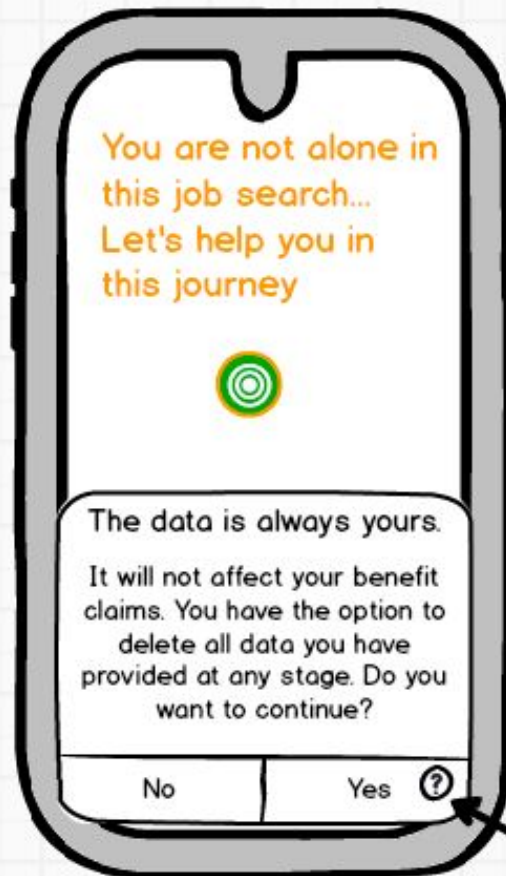 You are not alone in
this job search...
Let's help you in
this journey
The data is always yours.
It will not affect your benefit
claims. You have the option to
delete all data you have
provided at any stage. Do you
want to continue?
No
Yes
?